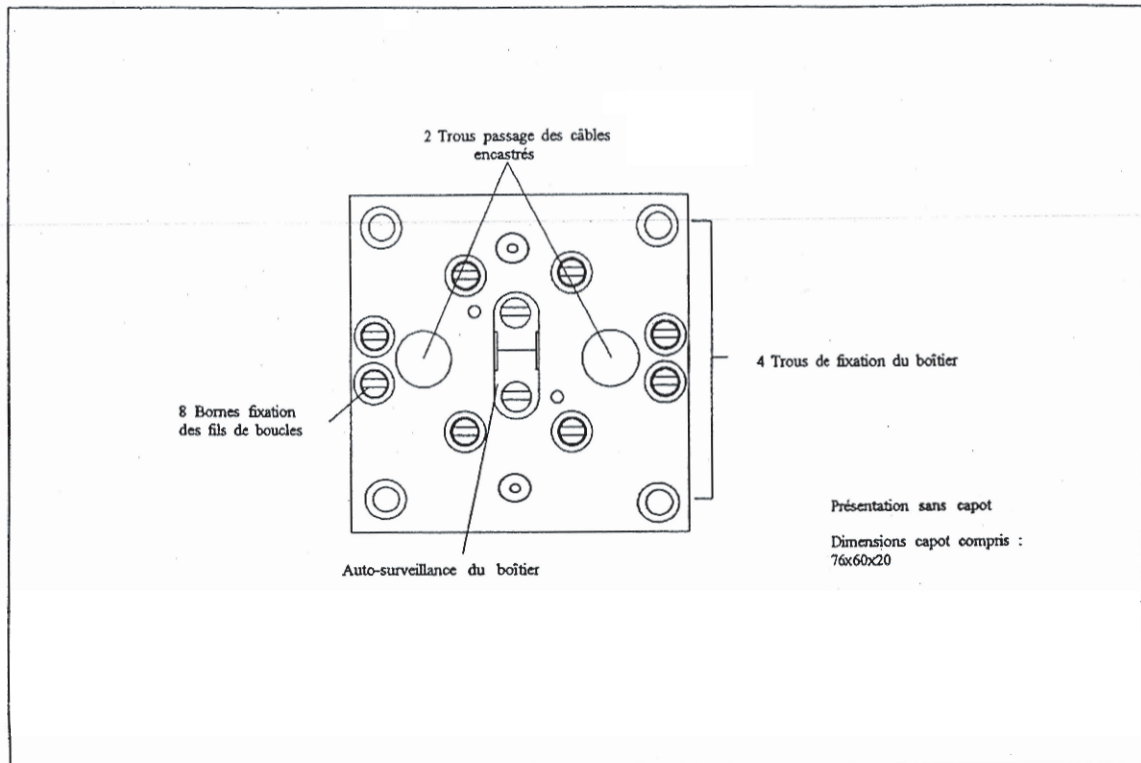 2 Trous passage des câbles
encastrés
4 Trous de fixation du boîtier
8 Bornes fixation
des fils de boucles
Présentation sans capot
Dimensions capot compris :
76x60x20
Auto-surveillance du boîtier